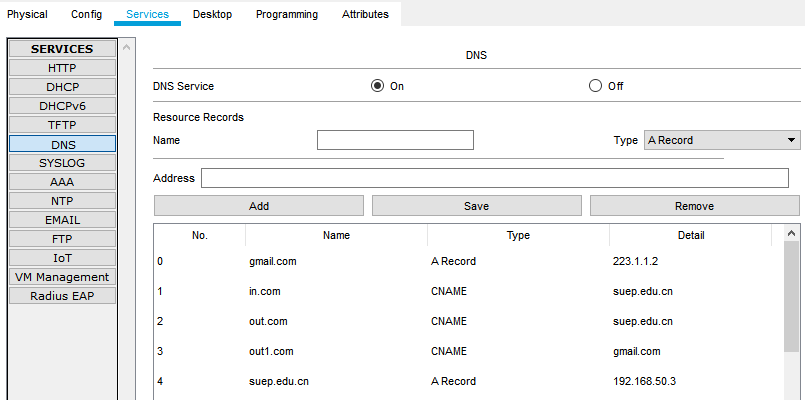 Physical Config Services Desktop Programming Attributes
SERVICES
HTTP
DHCP
DHCPv6
TFTP
DNS
SYSLOG
AAA
NTP
EMAIL
FTP
IoT
VM Management
Radius EAP
DNS
DNS Service On Off
Resource Records
Name Type A Record
Address
Add Save Remove
No. Name Type Detail
0 gmail.com A Record 223.1.1.2
1 in.com CNAME suep.edu.cn
2 out.com CNAME suep.edu.cn
3 out1.com CNAME gmail.com
4 suep.edu.cn A Record 192.168.50.3